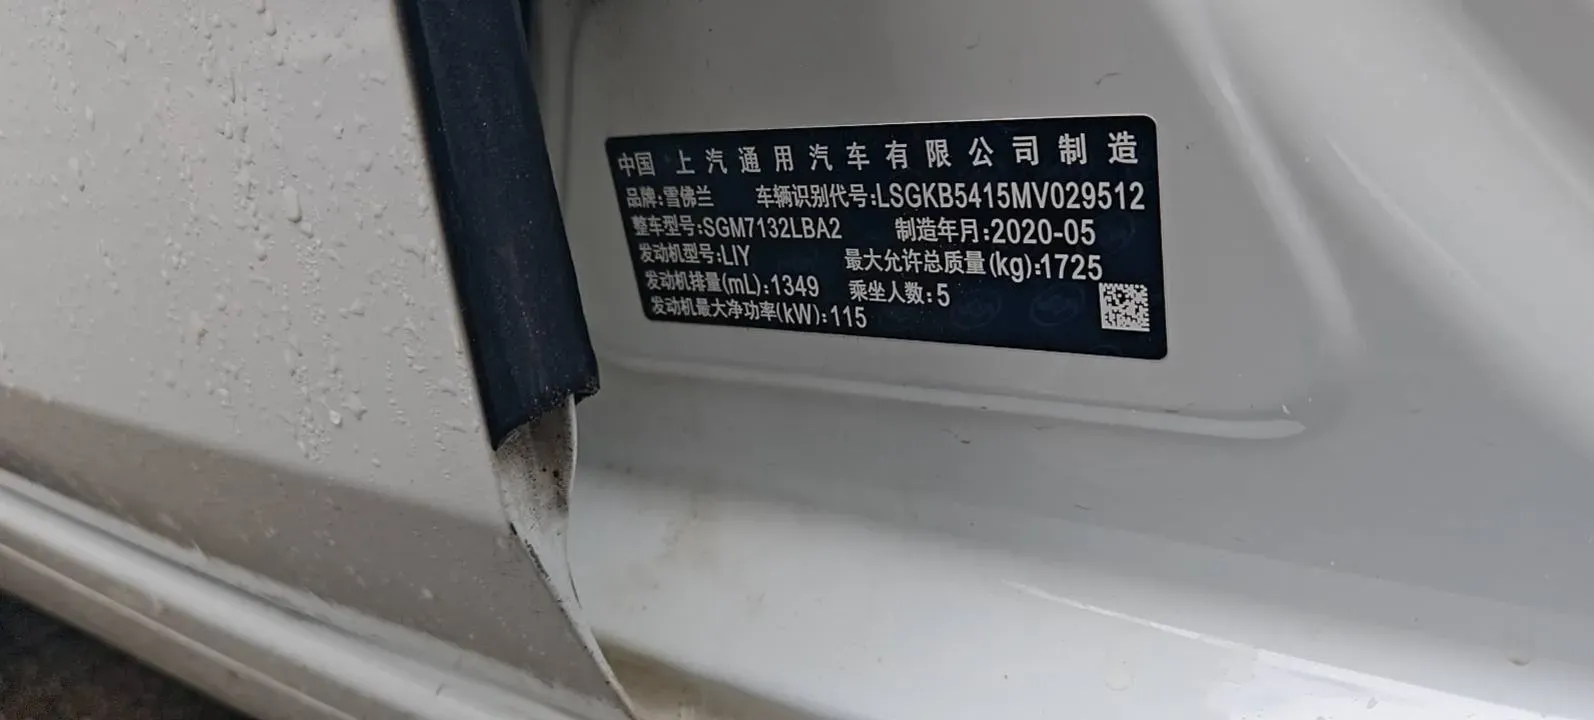 中国 上汽通用汽车有限公司制造
品牌:雪佛兰 车辆识别代号:LSGKB5415MV029512
整车型号:SGM7132LBA2 制造年月:2020-05
发动机型号:LIY 最大允许总质量(kg):1725
发动机排量(mL):1349 乘坐人数:5
发动机最大净功率(kW):115